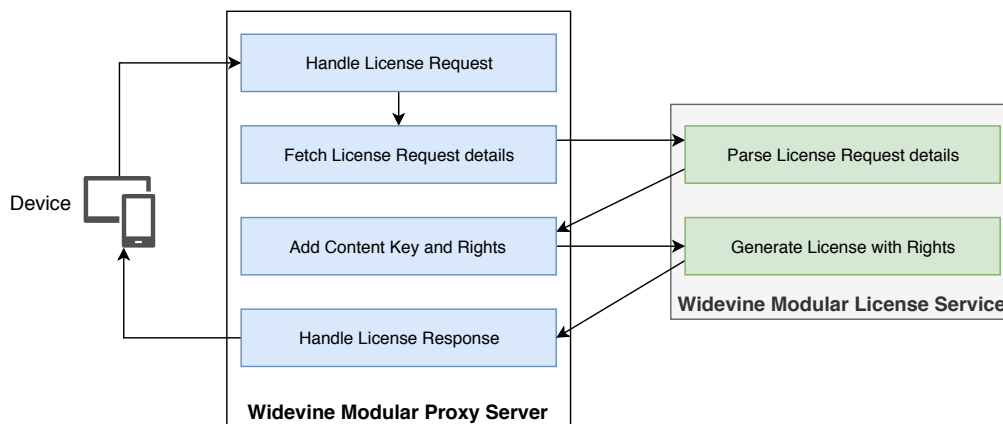 Handle License Request
Fetch License Request details
Parse License Request details
Device
Add Content Key and Rights
Generate License with Rights
Widevine Modular License Service
Handle License Response
Widevine Modular Proxy Server